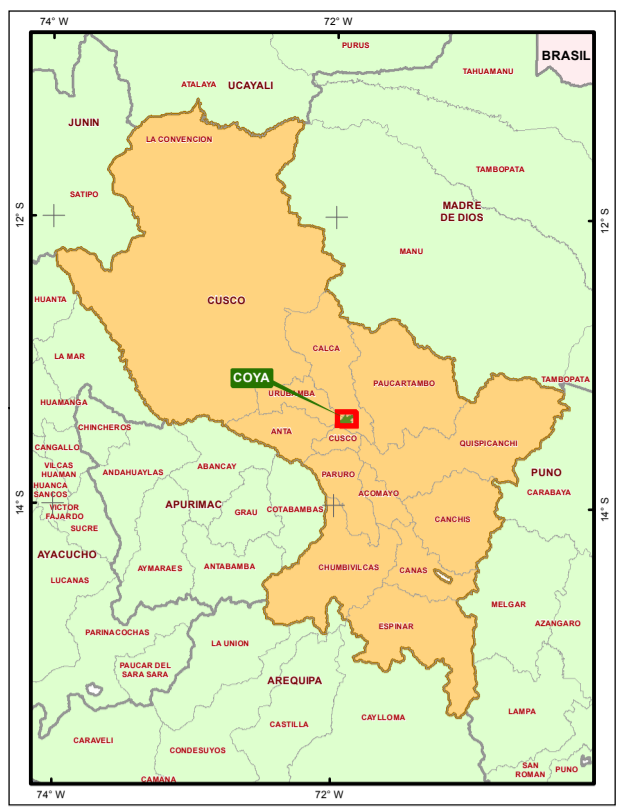 74° W
72° W
PURUS
BRASIL
TAHUAMANU
ATALAYA
UCAYALI
JUNIN
LA CONVENCION
TAMBOPATA
SATIPO
MADRE
DE DIOS
12° S
12° S
MANU
HUANTA
CUSCO
CALCA
LA MAR
COYA
PAUCARTAMBO
TAMBOPATA
URUBAMBA
HUAMANGA
CHINCHEROS
ANTA
CUSCO
QUISPICANCHI
CANGALLO
VILCAS
HUAMAN
ANDAHUAYLAS
ABANCAY
PARURO
PUNO
HUANCA
SANCOS
ACOMAYO
CARABAYA
APURIMAC
GRAU
COTABAMBAS
VICTOR
FAJARDO
14° S
14° S
CANCHIS
SUCRE
AYACUCHO
AYMARAES
ANTABAMBA
CHUMBIVILCAS
CANAS
LUCANAS
MELGAR
AZANGARO
PARINACOCHAS
LA UNION
ESPINAR
PAUCAR DEL
SARA SARA
AREQUIPA
CASTILLA
CAYLLOMA
LAMPA
CARAVELI
CONDESUYOS
SAN
ROMAN
PUNO
CAMANA
74° W
72° W